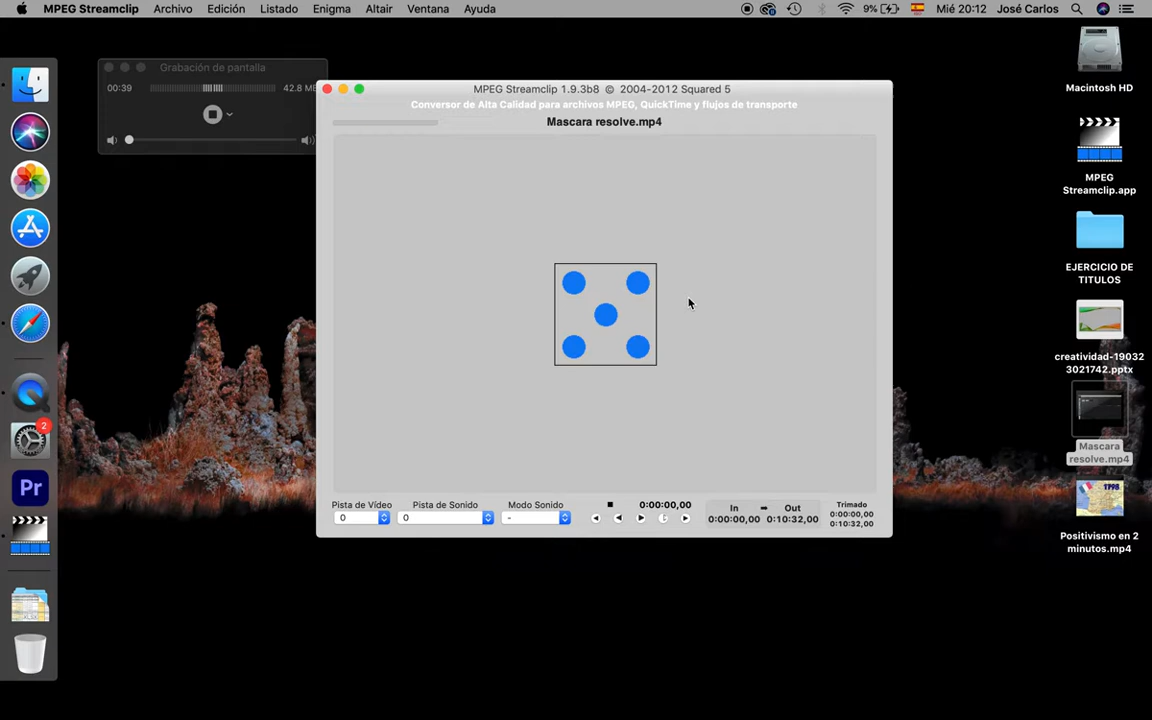 MPEG Streamclip Archivo Edición Listado Enigma Altair Ventana Ayuda 9% Mié 20:12 José Carlos
Grabación de pantalla
00:39 42.8 M
MPEG Streamclip 1.9.3b8 © 2004-2012 Squared 5
Conversor de Alta Calidad para archivos MPEG, QuickTime y flujos de transporte
Mascara resolve.mp4
Pista de Vídeo Pista de Sonido Modo Sonido 0:00:00,00
0 0 -
In ➡ Out
0:00:00,00 0:10:32,00
Trimado
0:00:00,00
0:10:32,00
2
Pr
XLSX
Macintosh HD
MPEG
Streamclip.app
EJERCICIO DE
TITULOS
creatividad-19032
3021742.pptx
Mascara
resolve.mp4
1998
Positivismo en 2
minutos.mp4